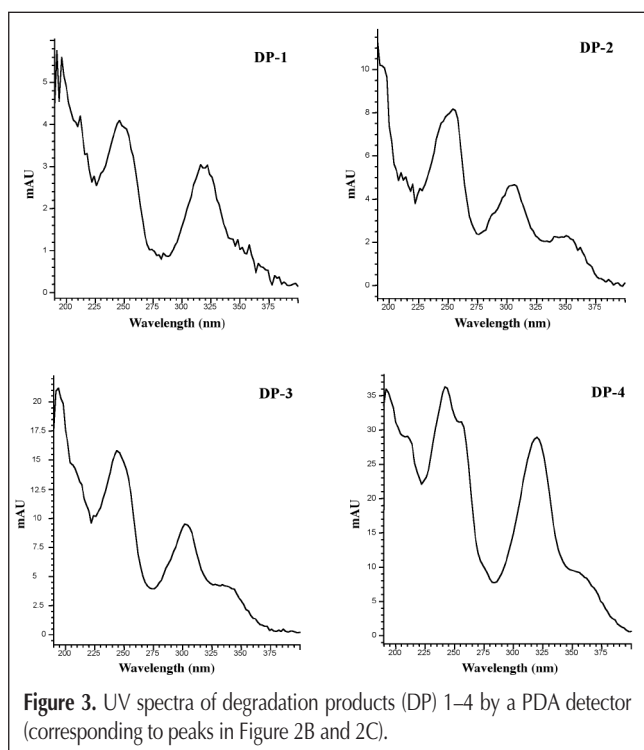 DP-1
5
4
3
2
1
0
mAU
200 225 250 275 300 325 350 375
Wavelength (nm)
DP-2
10
8
6
4
2
0
mAU
200 225 250 275 300 325 350 375
Wavelength (nm)
DP-3
20
17.5
15
12.5
10
7.5
5
2.5
0
mAU
200 225 250 275 300 325 350 375
Wavelength (nm)
DP-4
35
30
25
20
15
10
5
0
mAU
200 225 250 275 300 325 350 375
Wavelength (nm)
Figure 3. UV spectra of degradation products (DP) 1–4 by a PDA detector
(corresponding to peaks in Figure 2B and 2C).